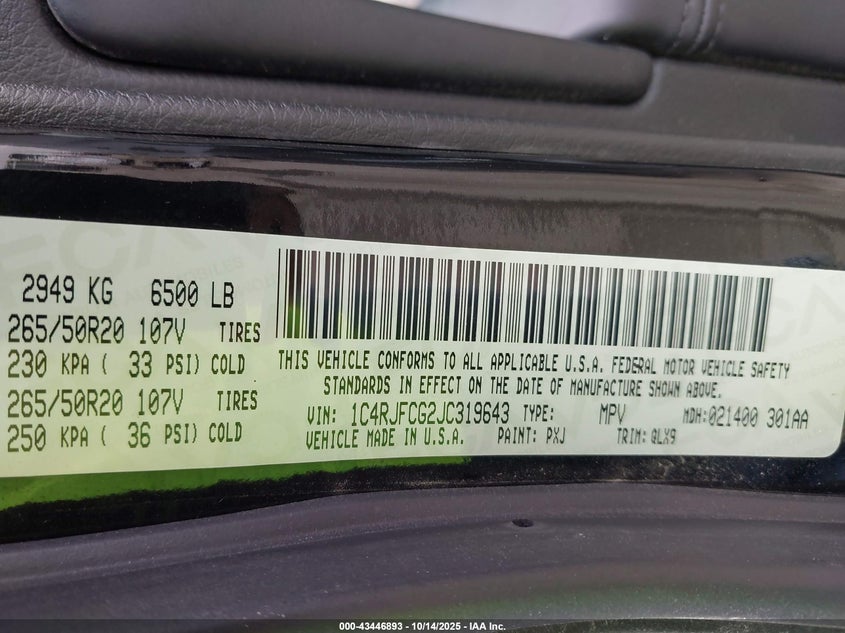 2949 KG 6500 LB
265/50R20 107V TIRES
230 KPA ( 33 PSI) COLD
265/50R20 107V TIRES
250 KPA ( 36 PSI) COLD
THIS VEHICLE CONFORMS TO ALL APPLICABLE U.S.A. FEDERAL MOTOR VEHICLE SAFETY
STANDARDS IN EFFECT ON THE DATE OF MANUFACTURE SHOWN ABOVE.
VIN: 1C4RJFCG2JC319643 TYPE: MPV MDH:021400 301AA
VEHICLE MADE IN U.S.A. PAINT: PXJ TRIM: QLX9
000-43446893 - 10/14/2025 - IAA Inc.